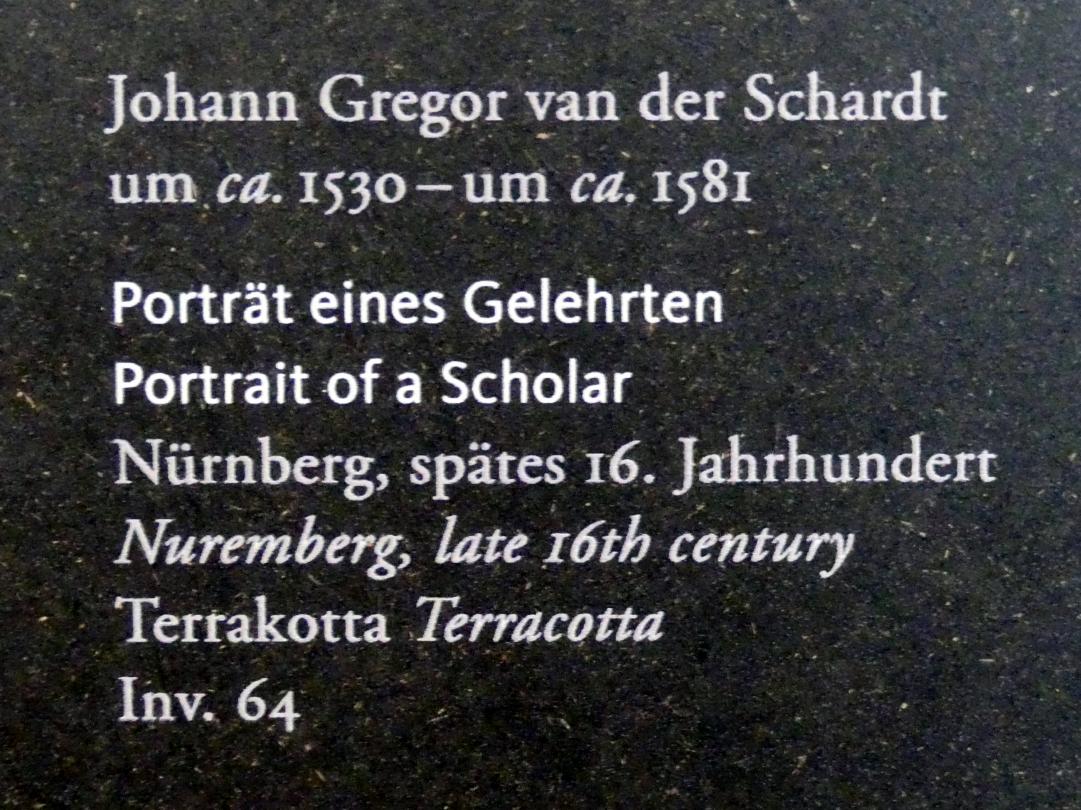 Johann Gregor van der Schardt
um ca. 1530 – um ca. 1581
Porträt eines Gelehrten
Portrait of a Scholar
Nürnberg, spätes 16. Jahrhundert
Nuremberg, late 16th century
Terrakotta Terracotta
Inv. 64